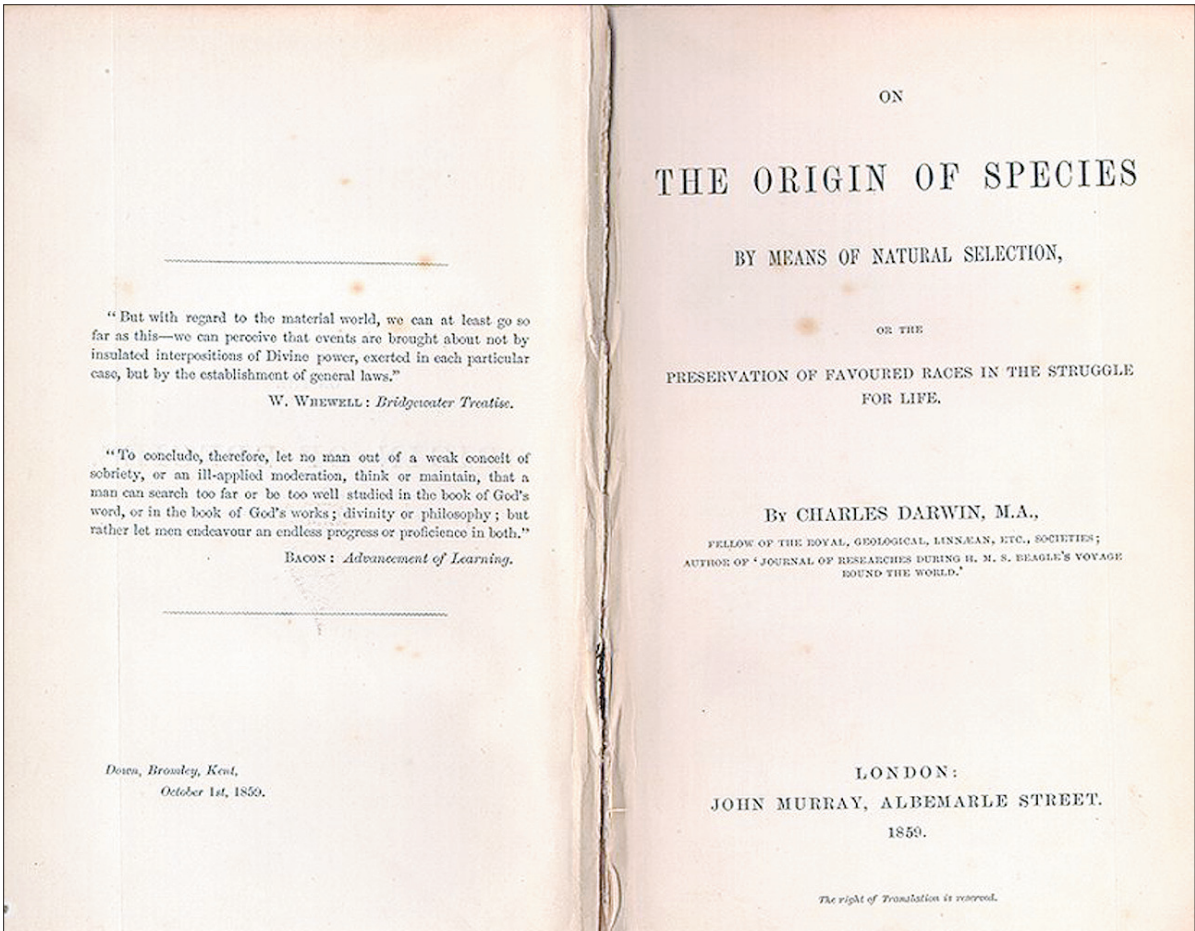 “But with regard to the material world, we can at least go so
far as this—we can perceive that events are brought about not by
insulated interpositions of Divine power, exerted in each particular
case, but by the establishment of general laws.”
W. WHEWELL: Bridgewater Treatise.
“To conclude, therefore, let no man out of a weak conceit of
sobriety, or an ill-applied moderation, think or maintain, that a
man can search too far or be too well studied in the book of God’s
word, or in the book of God’s works; divinity or philosophy; but
rather let men endeavour an endless progress or proficience in both.”
BACON: Advancement of Learning.
Down, Bromley, Kent,
October 1st, 1859.
ON
THE ORIGIN OF SPECIES
BY MEANS OF NATURAL SELECTION,
OR THE
PRESERVATION OF FAVOURED RACES IN THE STRUGGLE
FOR LIFE.
BY CHARLES DARWIN, M.A.,
FELLOW OF THE ROYAL, GEOLOGICAL, LINNÆAN, ETC., SOCIETIES;
AUTHOR OF ‘JOURNAL OF RESEARCHES DURING H. M. S. BEAGLE’S VOYAGE
ROUND THE WORLD.’
LONDON:
JOHN MURRAY, ALBEMARLE STREET.
1859.
The right of Translation is reserved.